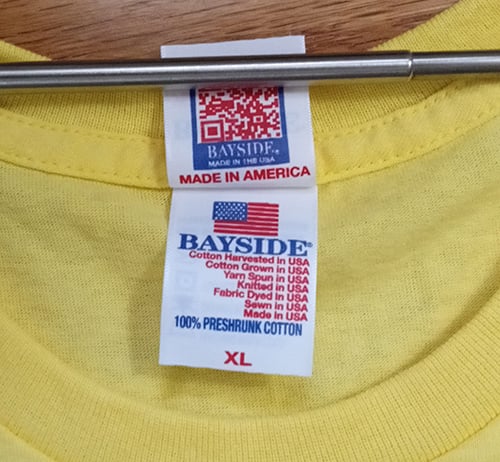 BAYSIDE®
MADE IN THE USA
MADE IN AMERICA
BAYSIDE®
Cotton Harvested in USA
Cotton Grown in USA
Yarn Spun in USA
Knitted in USA
Fabric Dyed in USA
Sewn in USA
Made in USA
100% PRESHRUNK COTTON
XL